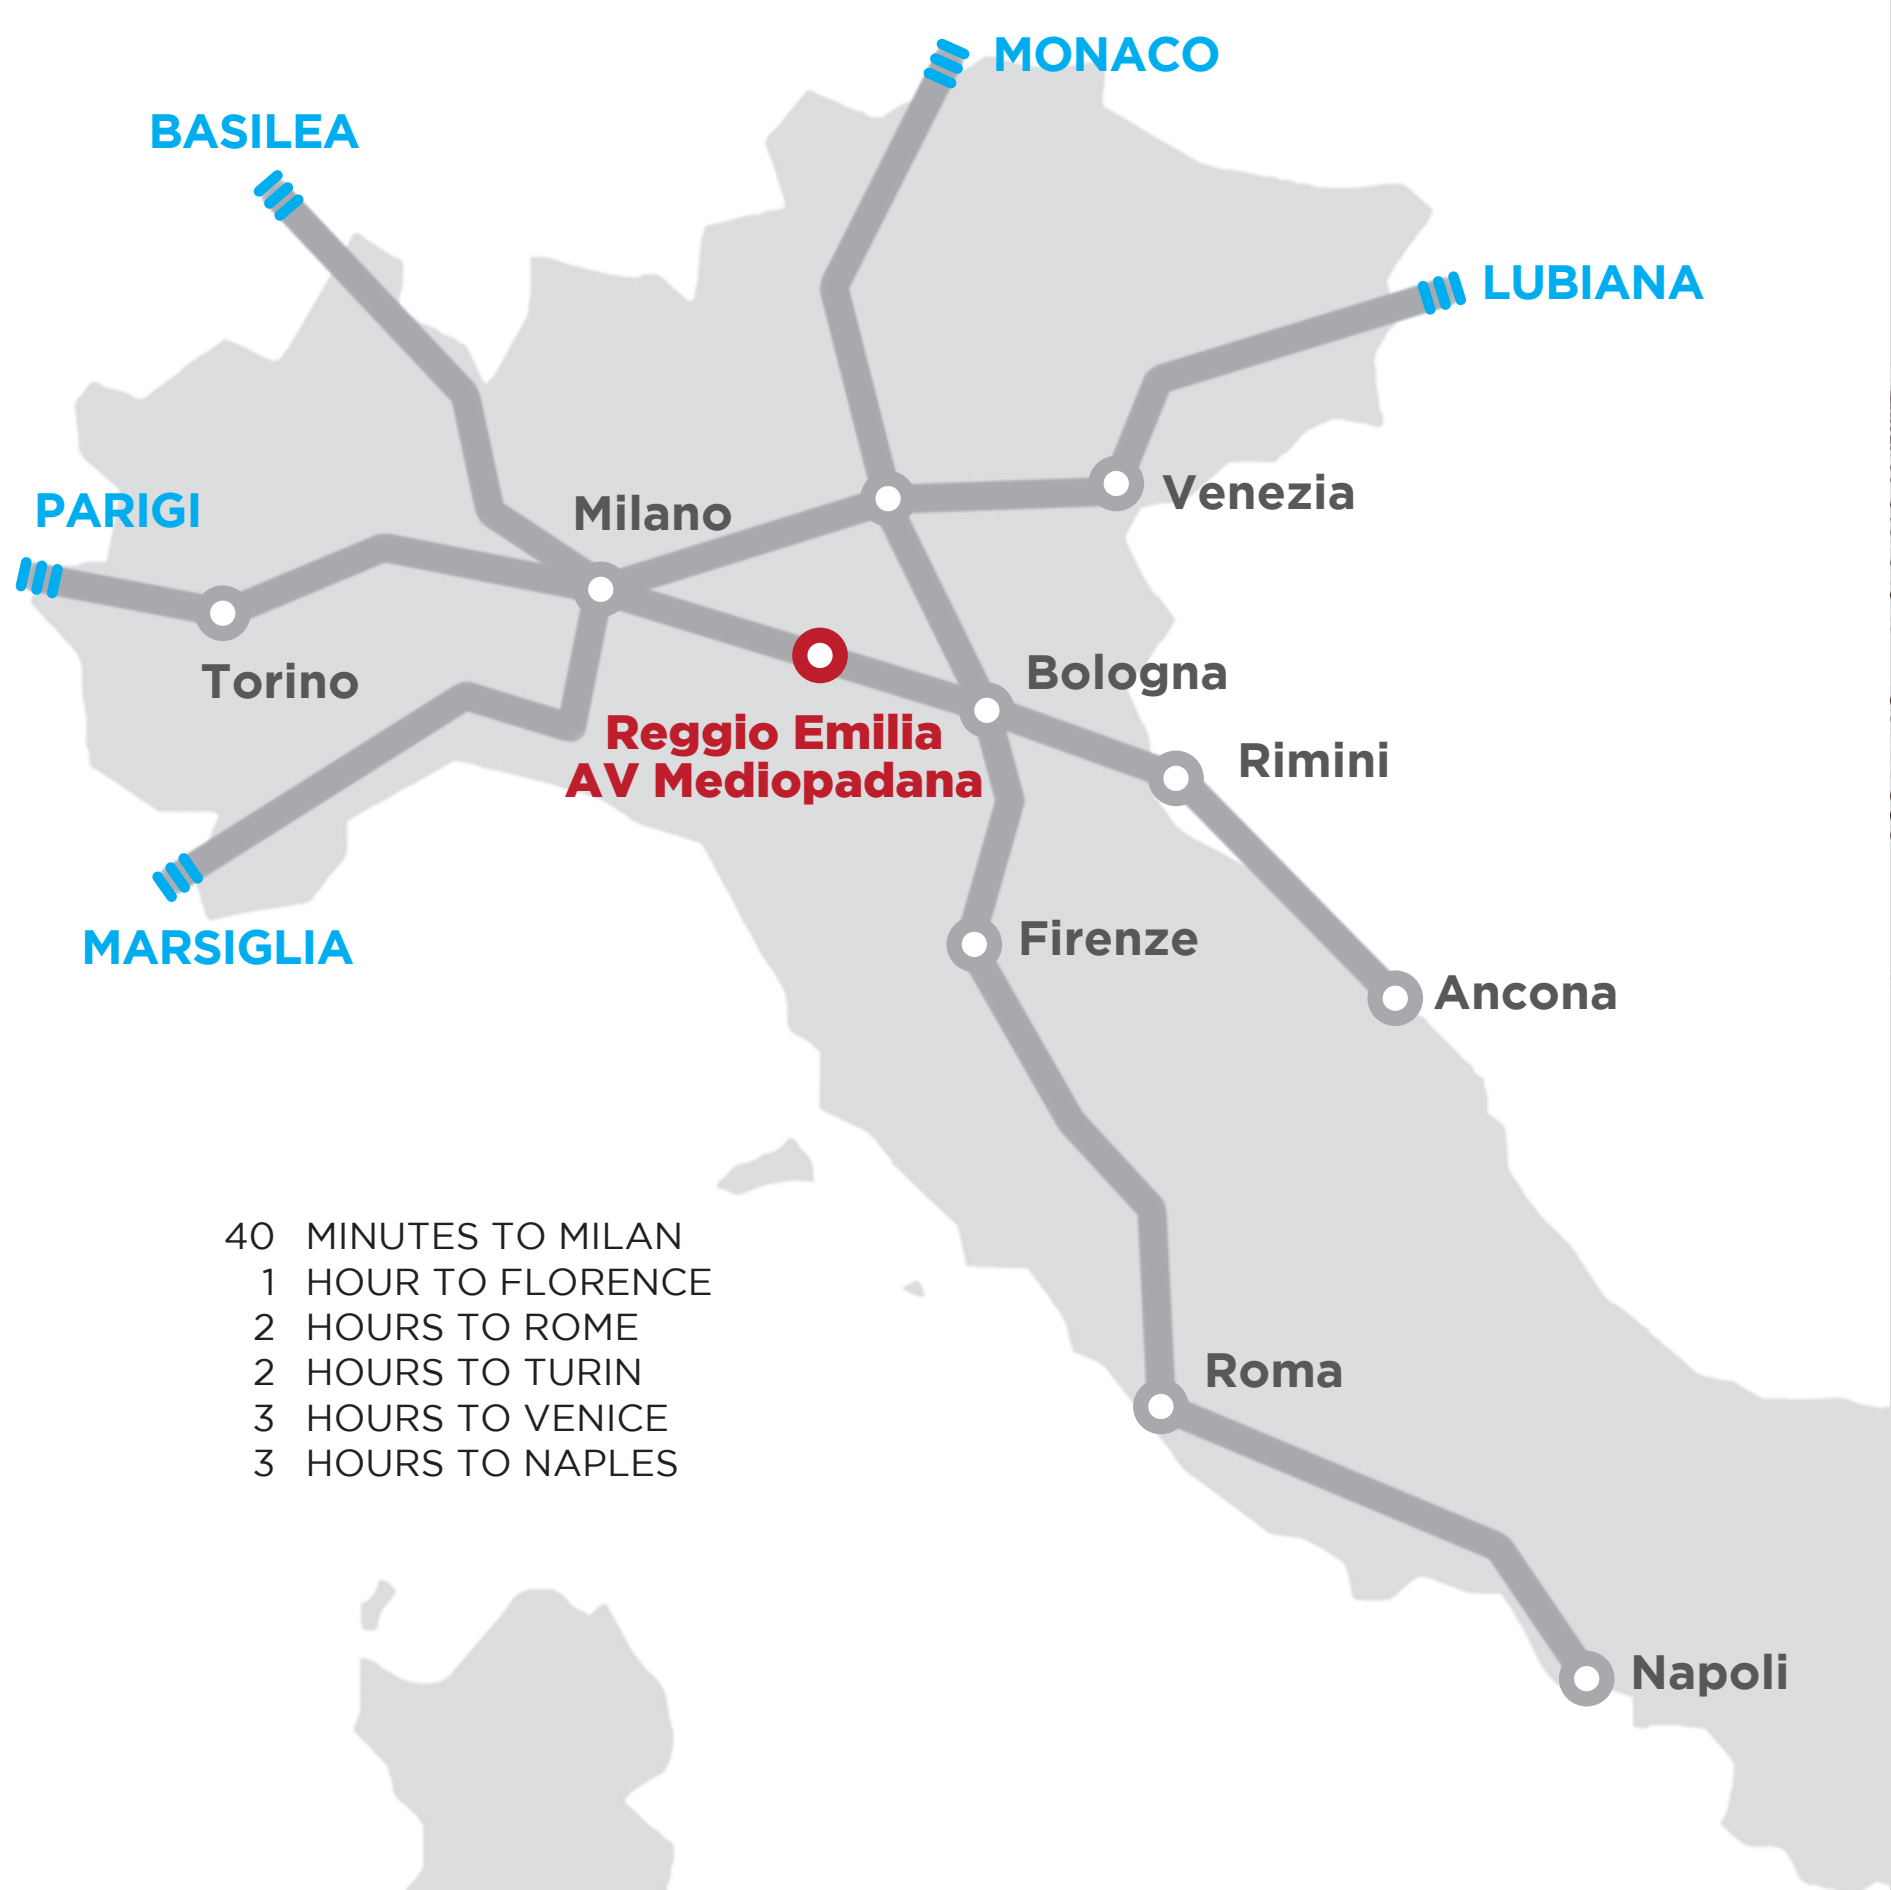 MONACO
BASILEA
LUBIANA
PARIGI
Milano
Venezia
Torino
Bologna
Reggio Emilia
AV Mediopadana
Rimini
MARSIGLIA
Firenze
Ancona
40 MINUTES TO MILAN
1 HOUR TO FLORENCE
2 HOURS TO ROME
2 HOURS TO TURIN
3 HOURS TO VENICE
3 HOURS TO NAPLES
Roma
Napoli